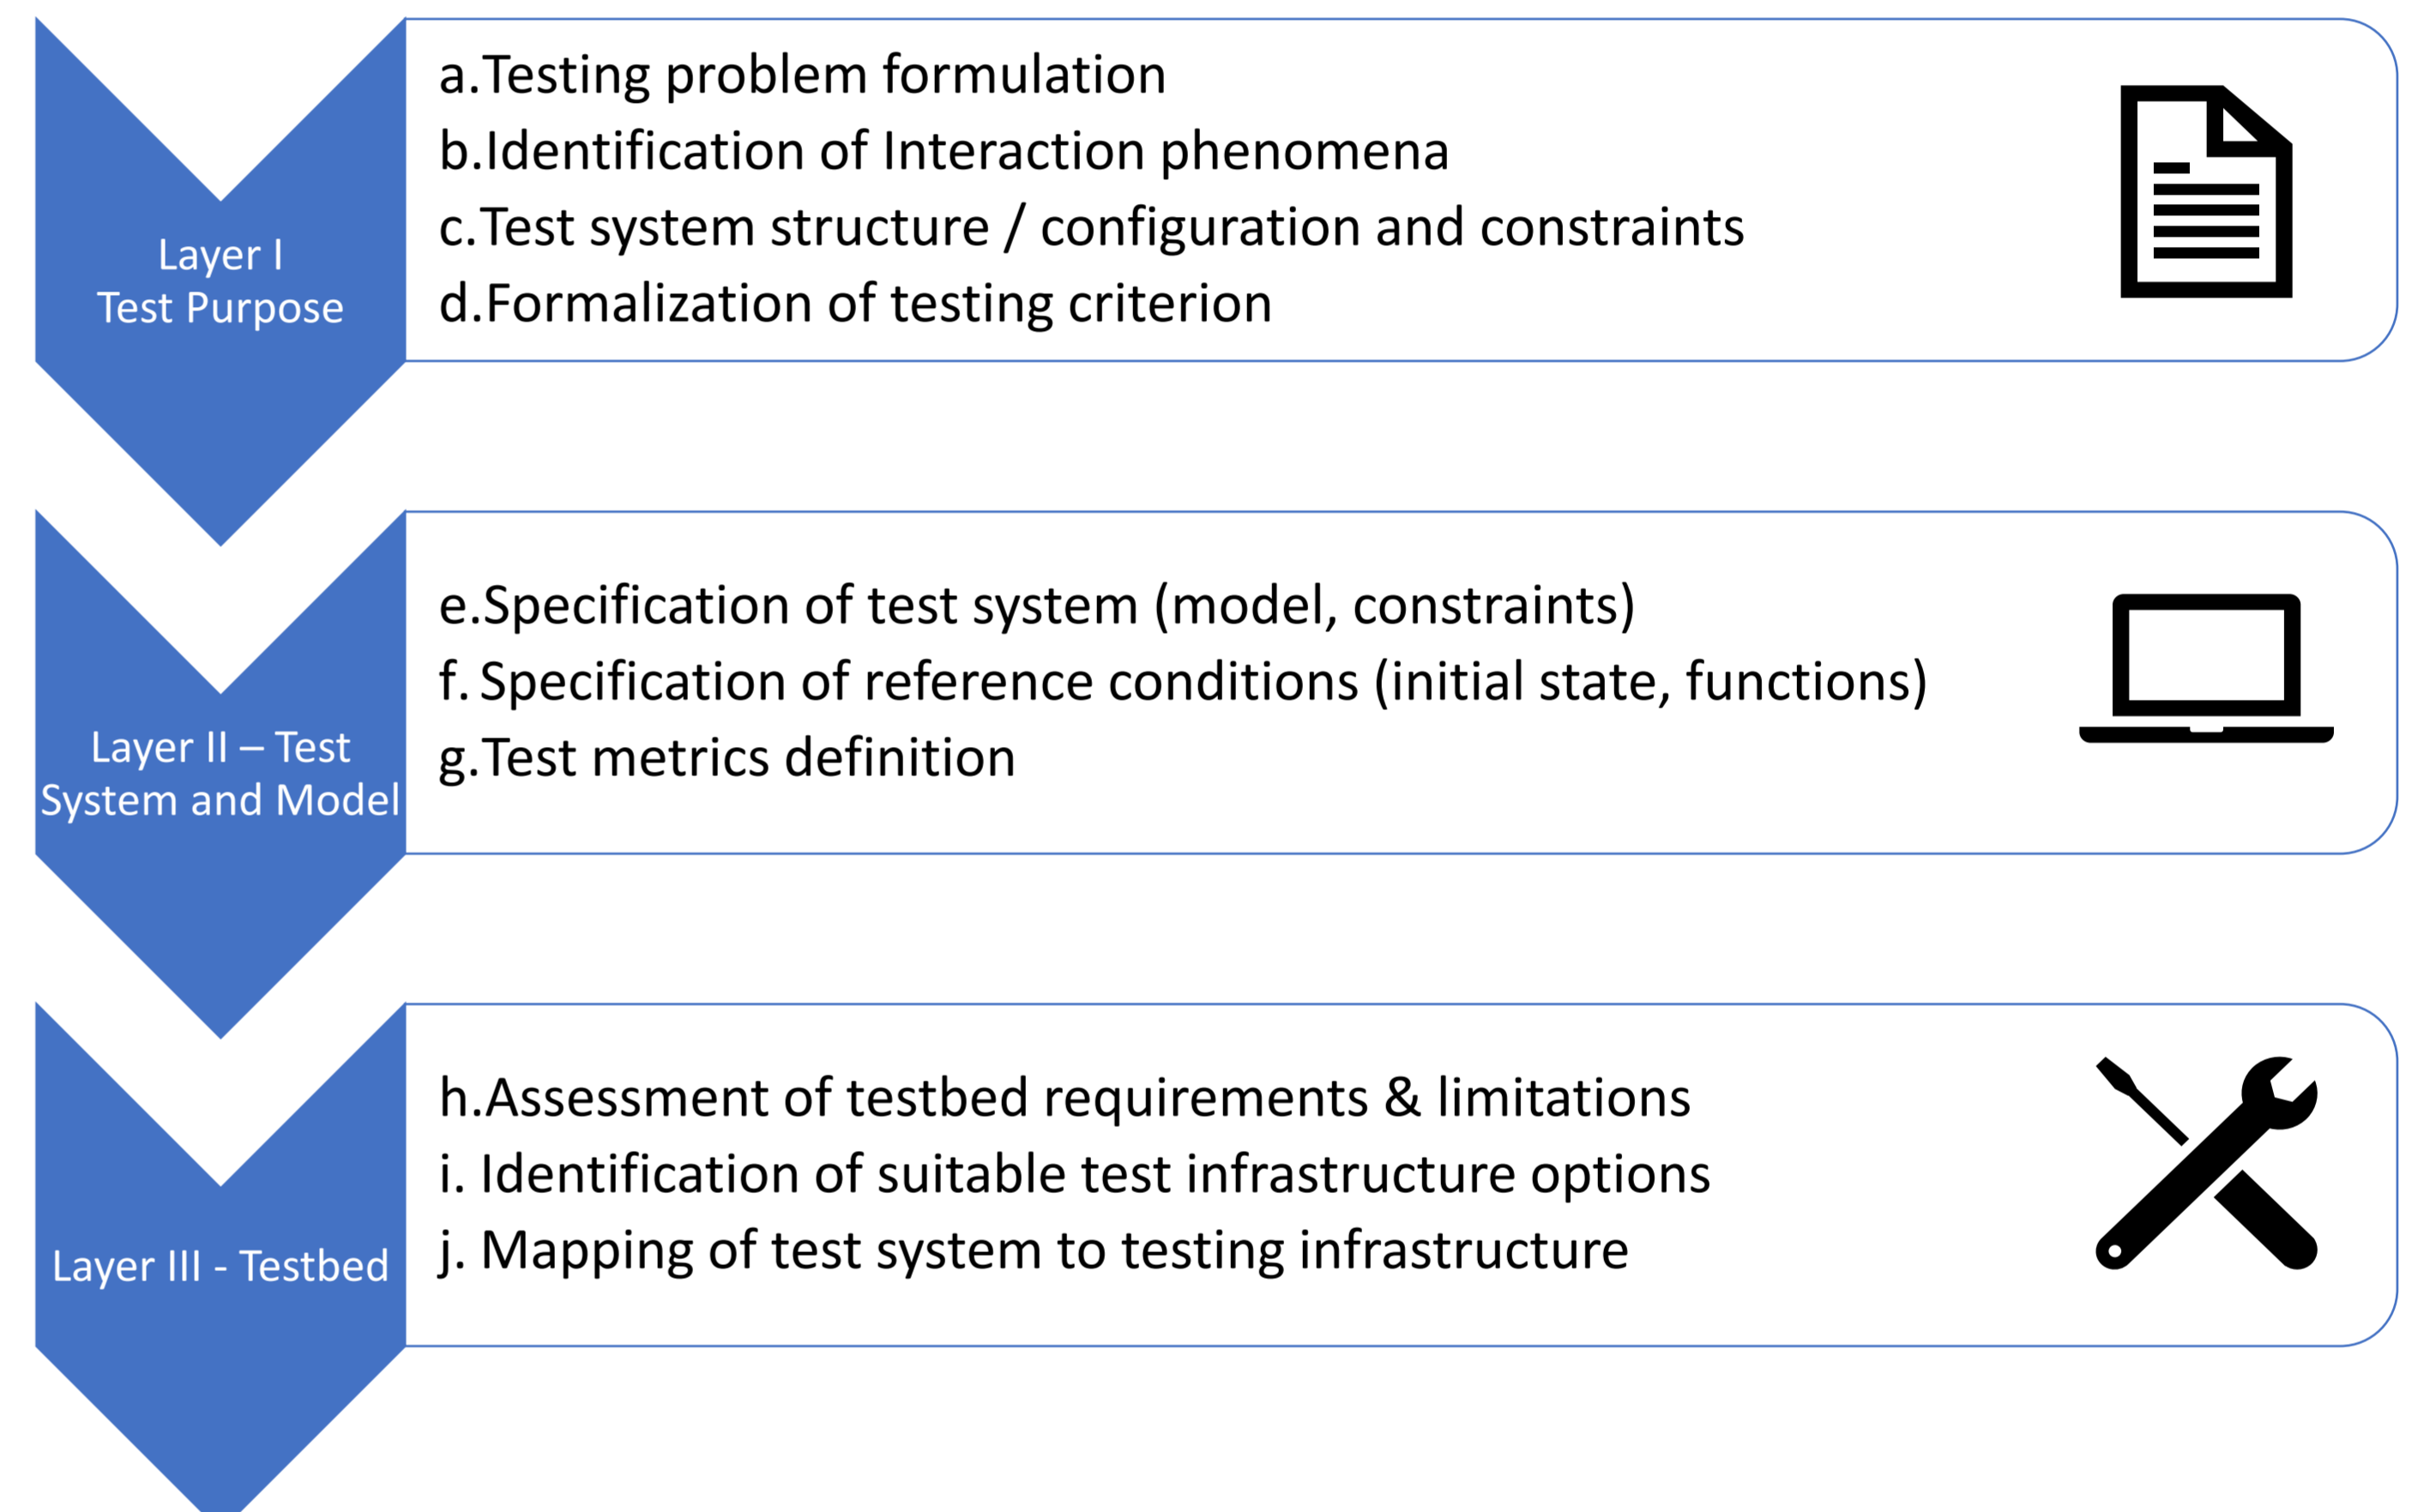 Layer I
Test Purpose
a.Testing problem formulation
b.Identification of Interaction phenomena
c.Test system structure / configuration and constraints
d.Formalization of testing criterion
Layer II – Test
System and Model
e.Specification of test system (model, constraints)
f. Specification of reference conditions (initial state, functions)
g.Test metrics definition
Layer III - Testbed
h.Assessment of testbed requirements & limitations
i. Identification of suitable test infrastructure options
j. Mapping of test system to testing infrastructure